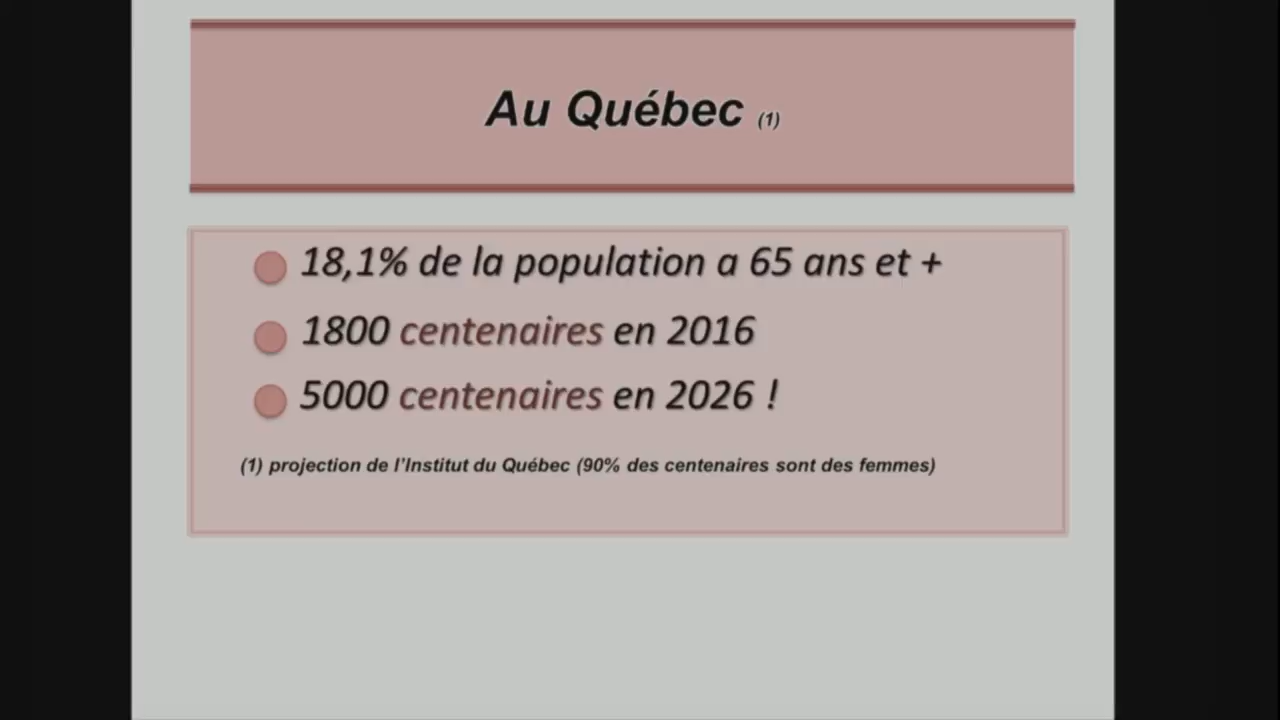 Au Québec (1)
18,1% de la population a 65 ans et +
1800 centenaires en 2016
5000 centenaires en 2026 !
(1) projection de l’Institut du Québec (90% des centenaires sont des femmes)